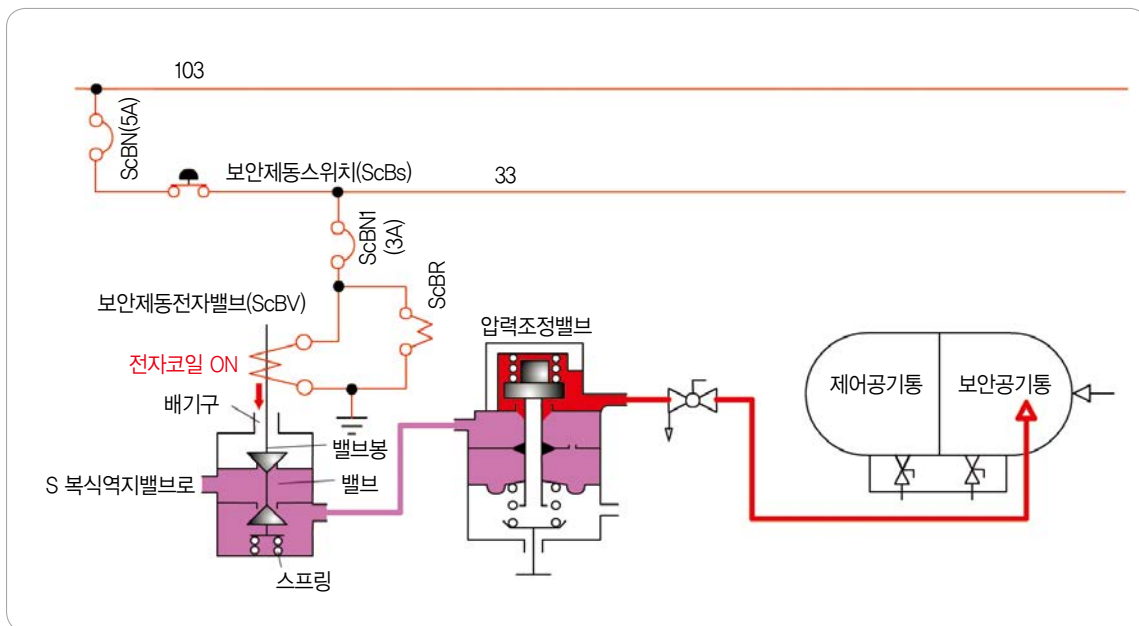 103
ScBN(5A)
보안제동스위치(ScBs)
33
ScBN1
(3A)
ScBR
보안제동전자밸브(ScBV)
전자코일 ON
배기구
밸브봉
S 복식역지밸브로
밸브
스프링
압력조정밸브
제어공기통
보안공기통